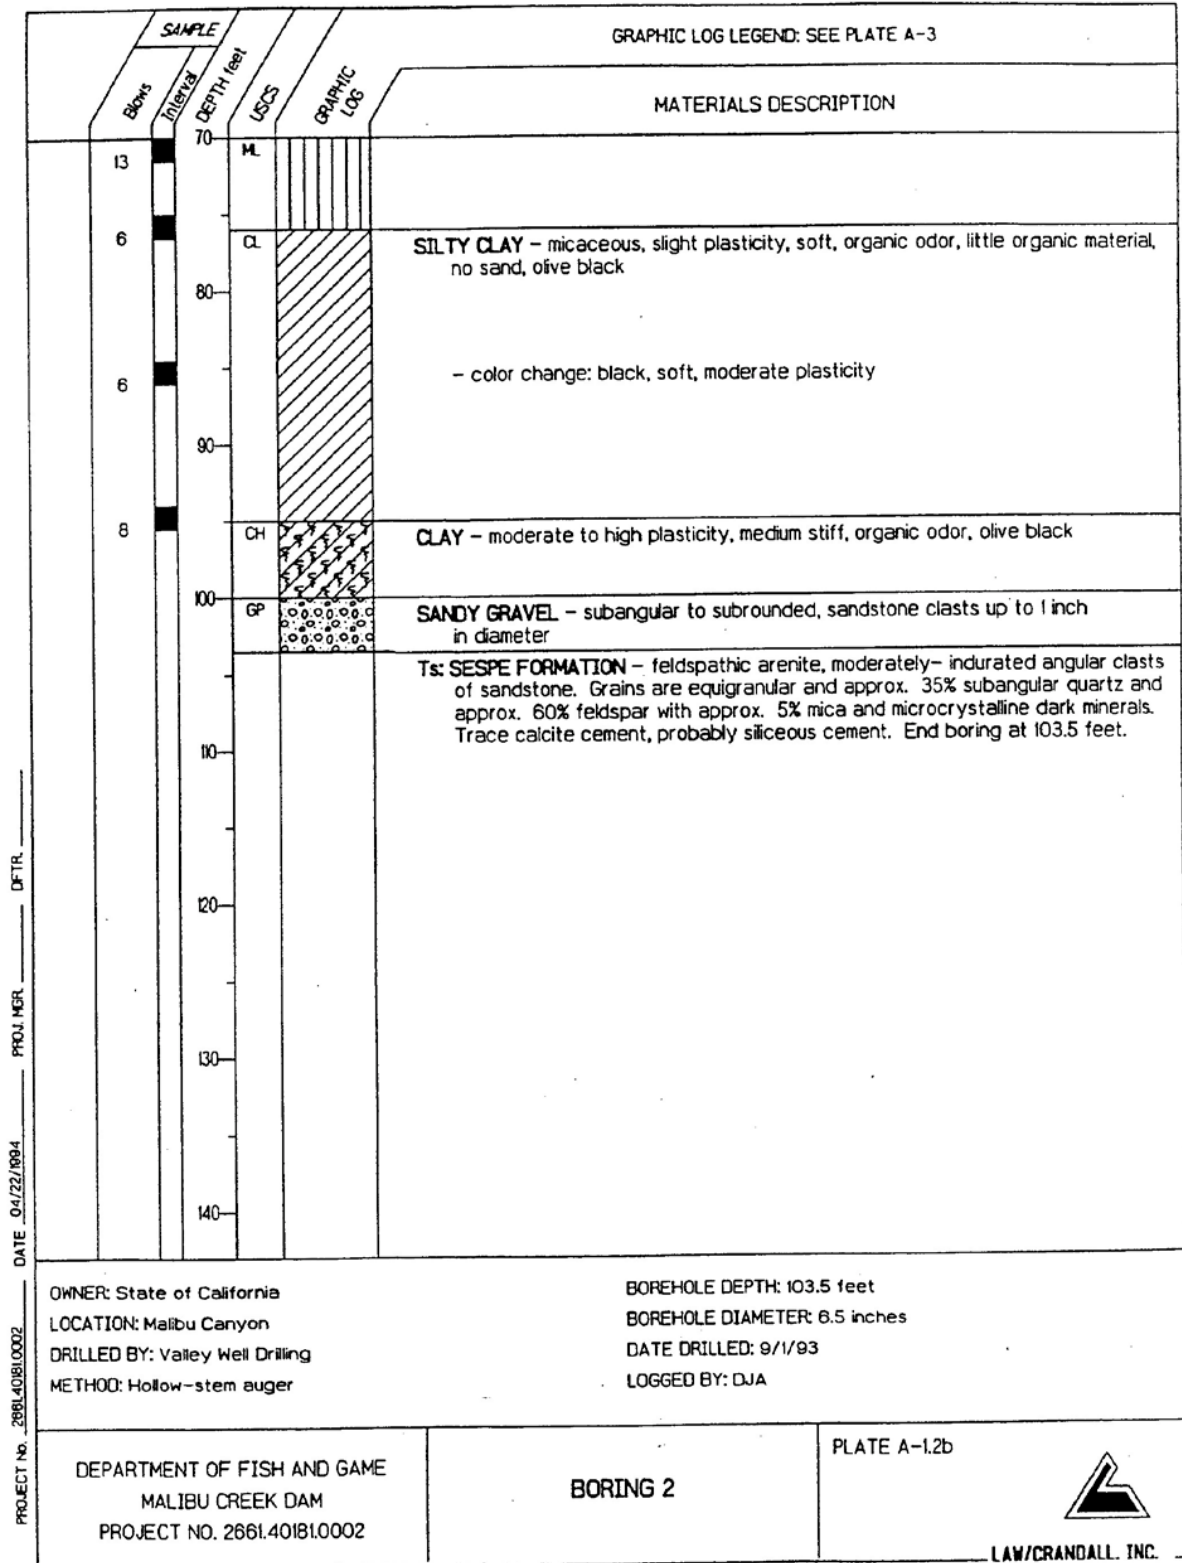 SAMPLE
GRAPHIC LOG LEGEND: SEE PLATE A-3
Blows
Interval
DEPTH feet
USCS
GRAPHIC
LOG
MATERIALS DESCRIPTION
70
ML
13
6
CL
SILTY CLAY - micaceous, slight plasticity, soft, organic odor, little organic material,
no sand, olive black
80
- color change: black, soft, moderate plasticity
6
90
8
CH
CLAY - moderate to high plasticity, medium stiff, organic odor, olive black
100
GP
SANDY GRAVEL - subangular to subrounded, sandstone clasts up to 1 inch
in diameter
Ts: SESPE FORMATION - feldspathic arenite, moderately- indurated angular clasts
of sandstone. Grains are equigranular and approx. 35% subangular quartz and
approx. 60% feldspar with approx. 5% mica and microcrystalline dark minerals.
Trace calcite cement, probably siliceous cement. End boring at 103.5 feet.
110
120
130
140
OWNER: State of California
LOCATION: Malibu Canyon
DRILLED BY: Valley Well Drilling
METHOD: Hollow-stem auger
BOREHOLE DEPTH: 103.5 feet
BOREHOLE DIAMETER: 6.5 inches
DATE DRILLED: 9/1/93
LOGGED BY: DJA
DEPARTMENT OF FISH AND GAME
MALIBU CREEK DAM
PROJECT NO. 2661.40181.0002
BORING 2
PLATE A-1.2b
LAW/CRANDALL, INC.
PROJECT No. 2661.40181.0002 DATE 04/22/1994 PROJ. MGR. DFTR.